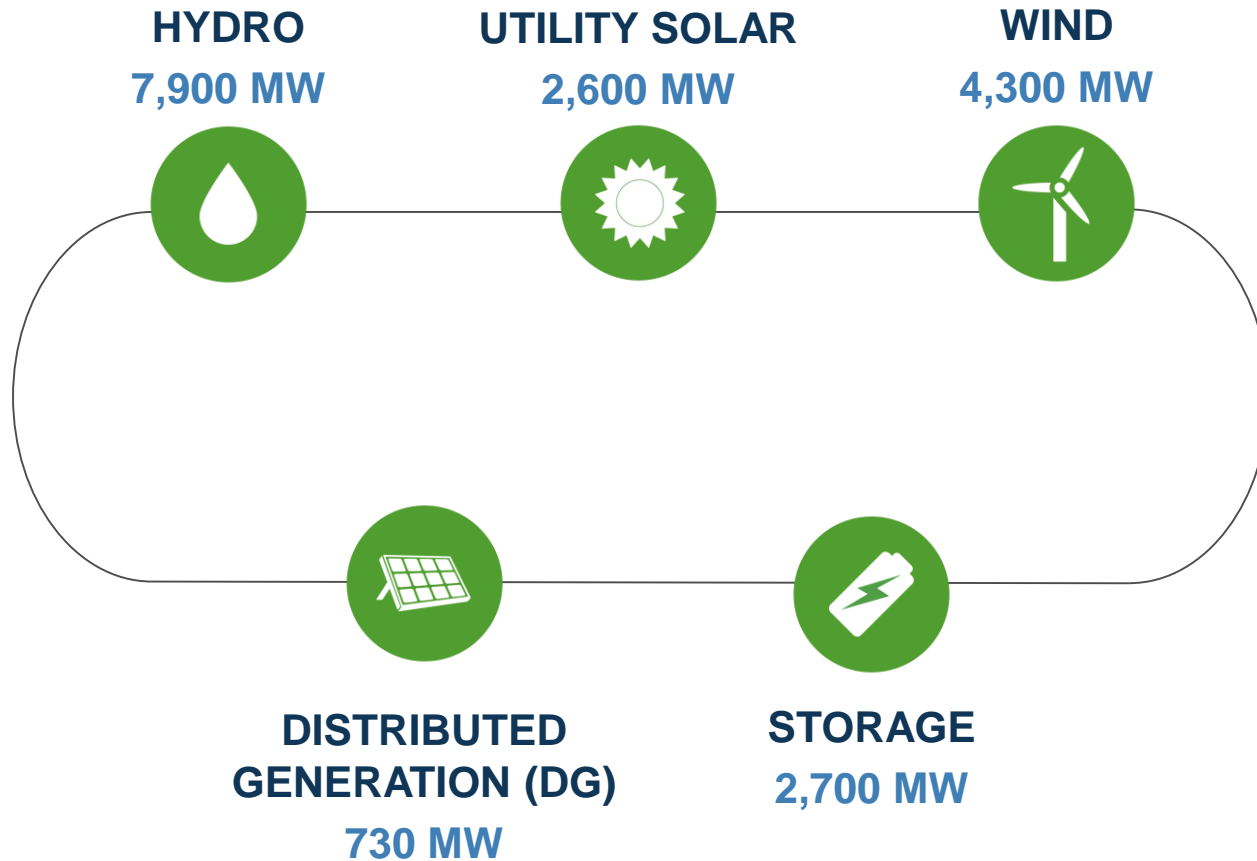 HYDRO
7,900 MW
UTILITY SOLAR
2,600 MW
WIND
4,300 MW
DISTRIBUTED
GENERATION (DG)
730 MW
STORAGE
2,700 MW